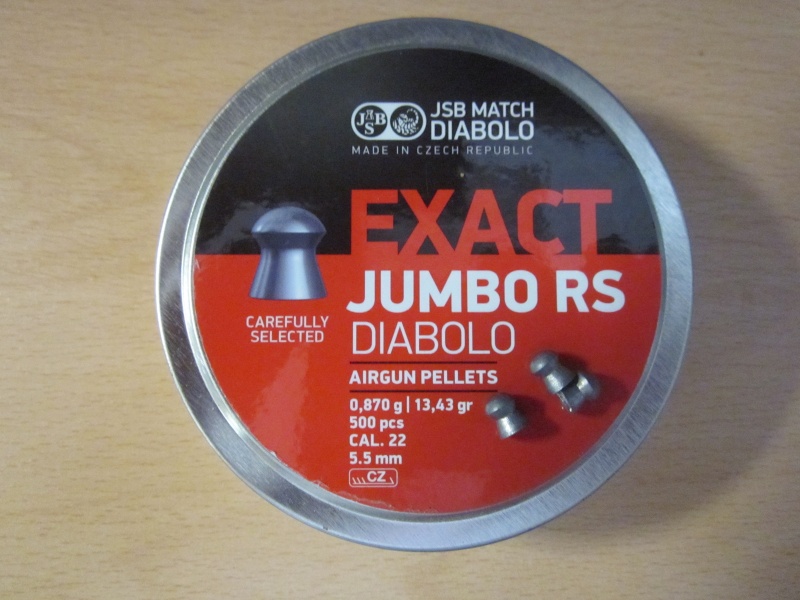 JASB
JSB MATCH
DIABOLO
MADE IN CZECH REPUBLIC
EXACT
JUMBO RS
DIABOLO
CAREFULLY
SELECTED
AIRGUN PELLETS
0,870 g | 13,43 gr
500 pcs
CAL. 22
5.5 mm
CZ